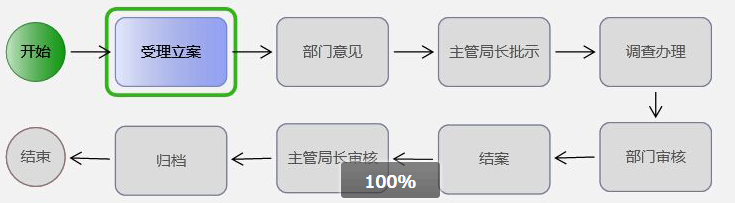 开始
受理立案
部门意见
主管局长批示
调查办理
部门审核
结案
主管局长审核
归档
结束
100%